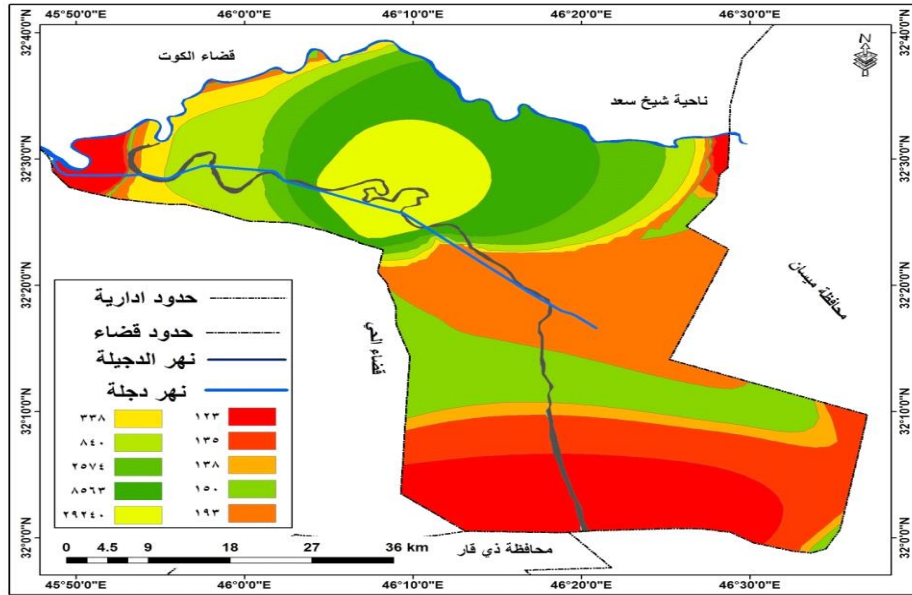 45°50'0"E 46°0'0"E 46°10'0"E 46°20'0"E 46°30'0"E
32°40'0"N
32°30'0"N
32°20'0"N
32°10'0"N
32°0'0"N
32°40'0"N
32°30'0"N
32°20'0"N
32°10'0"N
32°0'0"N
N
قضاء الكوت
ناحية شيخ سعد
محافظة ميسان
قضاء الحي
محافظة ذي قار
حدود ادارية
حدود قضاء
نهر الدجيلة
نهر دجلة
١٢٣ ٣٣٨
١٣٥ ٨٤٠
١٣٨ ٢٥٧٤
١٥٠ ٨٥٦٣
١٩٣ ٢٩٢٤٠
0 4.5 9 18 27 36 km
45°50'0"E 46°0'0"E 46°10'0"E 46°20'0"E 46°30'0"E